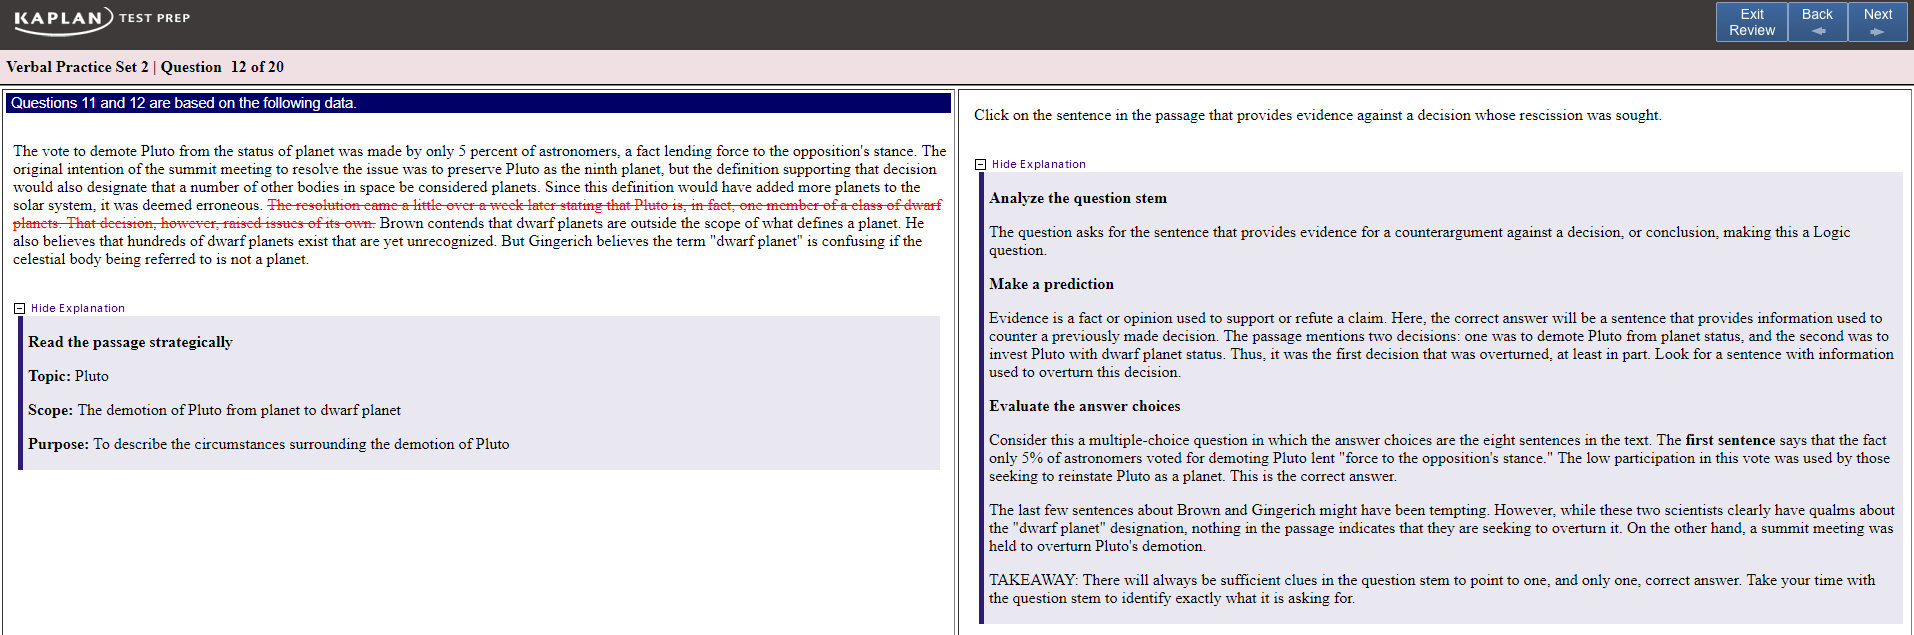 KAPLAN TEST PREP
Exit Review
Back
Next
Verbal Practice Set 2 | Question 12 of 20
Questions 11 and 12 are based on the following data.
The vote to demote Pluto from the status of planet was made by only 5 percent of astronomers, a fact lending force to the opposition's stance. The
original intention of the summit meeting to resolve the issue was to preserve Pluto as the ninth planet, but the definition supporting that decision
would also designate that a number of other bodies in space be considered planets. Since this definition would have added more planets to the
solar system, it was deemed erroneous. The resolution came a little over a week later stating that Pluto is, in fact, one member of a class of dwarf
planets. That decision, however, raised issues of its own. Brown contends that dwarf planets are outside the scope of what defines a planet. He
also believes that hundreds of dwarf planets exist that are yet unrecognized. But Gingerich believes the term "dwarf planet" is confusing if the
celestial body being referred to is not a planet.
Hide Explanation
Read the passage strategically
Topic: Pluto
Scope: The demotion of Pluto from planet to dwarf planet
Purpose: To describe the circumstances surrounding the demotion of Pluto
Click on the sentence in the passage that provides evidence against a decision whose rescission was sought.
Hide Explanation
Analyze the question stem
The question asks for the sentence that provides evidence for a counterargument against a decision, or conclusion, making this a Logic
question.
Make a prediction
Evidence is a fact or opinion used to support or refute a claim. Here, the correct answer will be a sentence that provides information used to
counter a previously made decision. The passage mentions two decisions: one was to demote Pluto from planet status, and the second was to
invest Pluto with dwarf planet status. Thus, it was the first decision that was overturned, at least in part. Look for a sentence with information
used to overturn this decision.
Evaluate the answer choices
Consider this a multiple-choice question in which the answer choices are the eight sentences in the text. The first sentence says that the fact
only 5% of astronomers voted for demoting Pluto lent "force to the opposition's stance." The low participation in this vote was used by those
seeking to reinstate Pluto as a planet. This is the correct answer.
The last few sentences about Brown and Gingerich might have been tempting. However, while these two scientists clearly have qualms about
the "dwarf planet" designation, nothing in the passage indicates that they are seeking to overturn it. On the other hand, a summit meeting was
held to overturn Pluto's demotion.
TAKEAWAY: There will always be sufficient clues in the question stem to point to one, and only one, correct answer. Take your time with
the question stem to identify exactly what it is asking for.